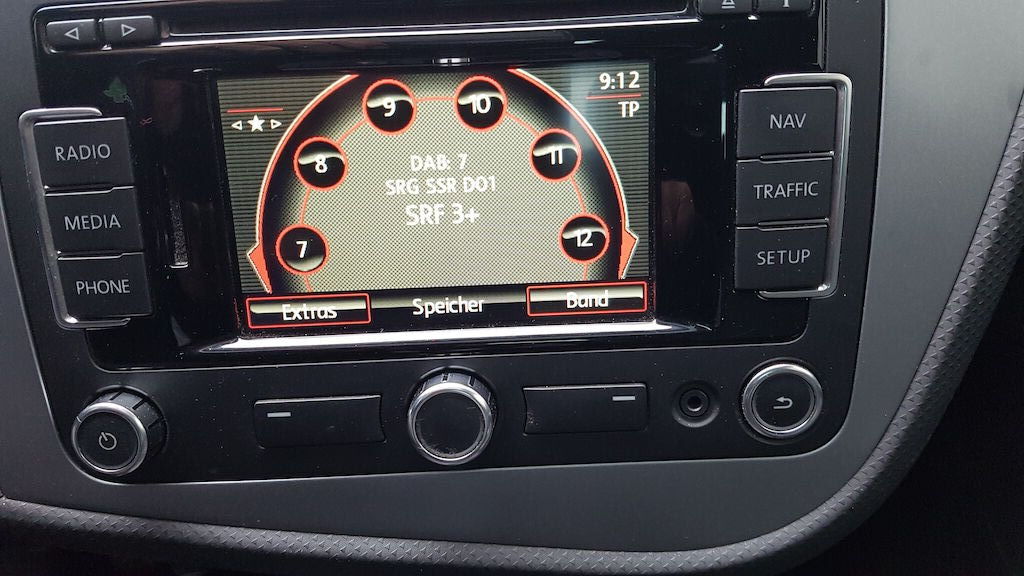 9:12
TP
9
10
8
11
DAB: 7
SRG SSR D01
SRF 3+
7
12
Extras
Speicher
Band
RADIO
MEDIA
PHONE
NAV
TRAFFIC
SETUP